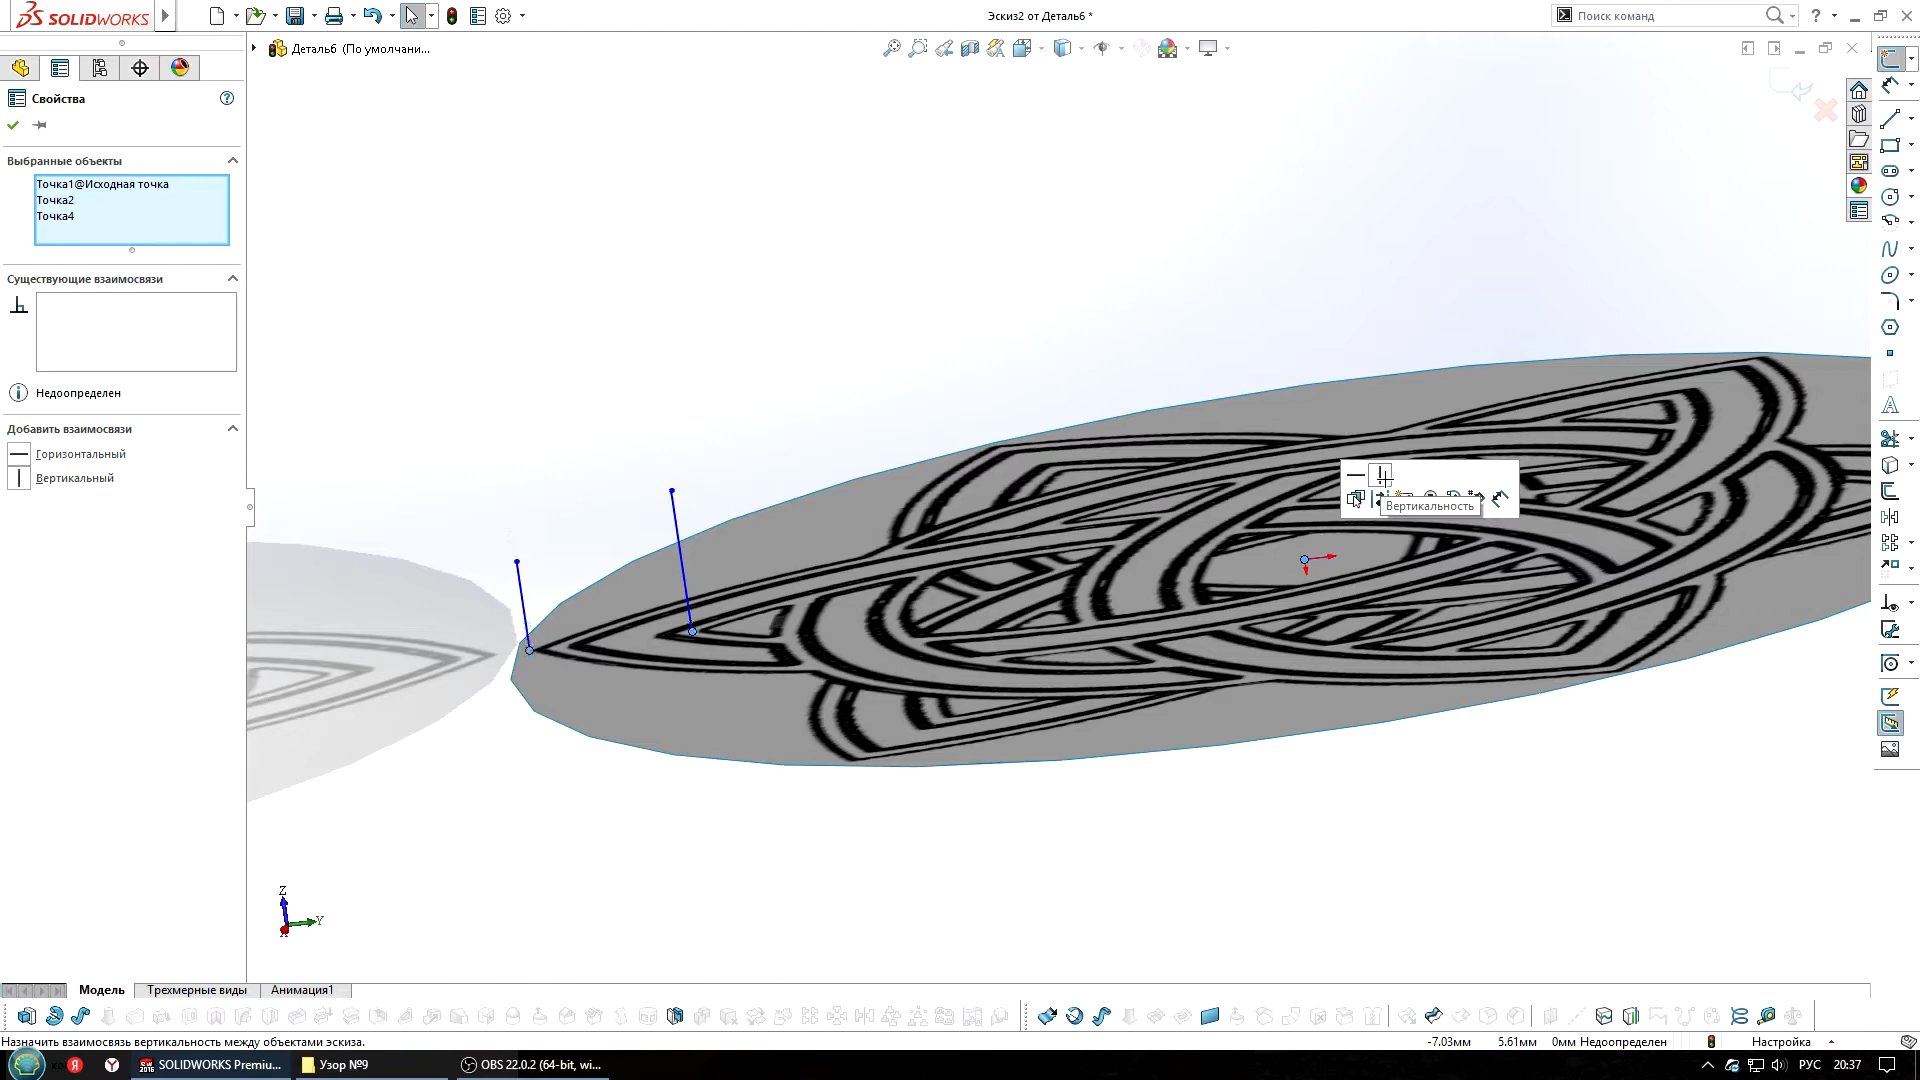 SOLIDWORKS
Эскиз2 от Деталь6 *
Поиск команд
Деталь6 (По умолчани...
Свойства
Выбранные объекты
Точка1@Исходная точка
Точка2
Точка4
Существующие взаимосвязи
Недоопределен
Добавить взаимосвязи
Горизонтальный
Вертикальный
Вертикальность
Z
Y
X
Модель
Трехмерные виды
Анимация1
Назначить взаимосвязь вертикальность между объектами эскиза.
-7.03мм
5.61мм
0мм Недоопределен
Настройка
SOLIDWORKS Premiu...
Узор №9
OBS 22.0.2 (64-bit, wi...
РУС
20:37